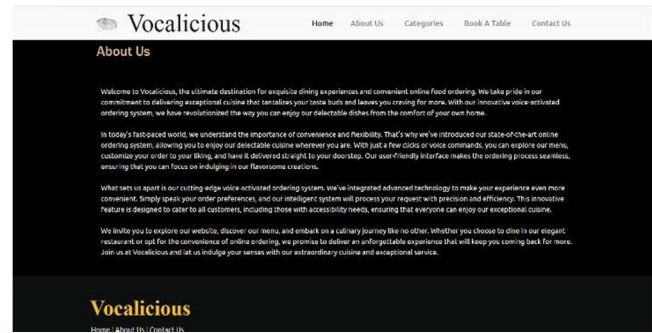 Vocalicious
Home About Us Categories Book A Table Contact Us
About Us
Welcome to Vocalicious, the ultimate destination for exquisite dining experiences and convenient online food ordering. We take pride in our
commitment to delivering exceptional cuisine that tantalizes your taste buds and leaves you craving for more. With our innovative voice-activated
ordering system, we have revolutionized the way you can enjoy our delectable dishes from the comfort of your own home.
In today's fast-paced world, we understand the importance of convenience and flexibility. That's why we've introduced our state-of-the-art online
ordering system, allowing you to enjoy our delectable cuisine wherever you are. With just a few clicks or voice commands, you can explore our menu,
customize your order to your liking, and have it delivered straight to your doorstep. Our user-friendly interface makes the ordering process seamless,
ensuring that you can focus on indulging in our flavorsome creations.
What sets us apart is our cutting-edge voice-activated ordering system. We've integrated advanced technology to make your experience even more
convenient. Simply speak your order preferences, and our intelligent system will process your request with precision and efficiency. This innovative
feature is designed to cater to all customers, including those with accessibility needs, ensuring that everyone can enjoy our exceptional cuisine.
We invite you to explore our website, discover our menu, and embark on a culinary journey like no other. Whether you choose to dine in our elegant
restaurant or opt for the convenience of online ordering, we promise to deliver an unforgettable experience that will keep you coming back for more.
Join us at Vocalicious and let us indulge your senses with our extraordinary cuisine and exceptional service.
Vocalicious
Home | About Us | Contact Us